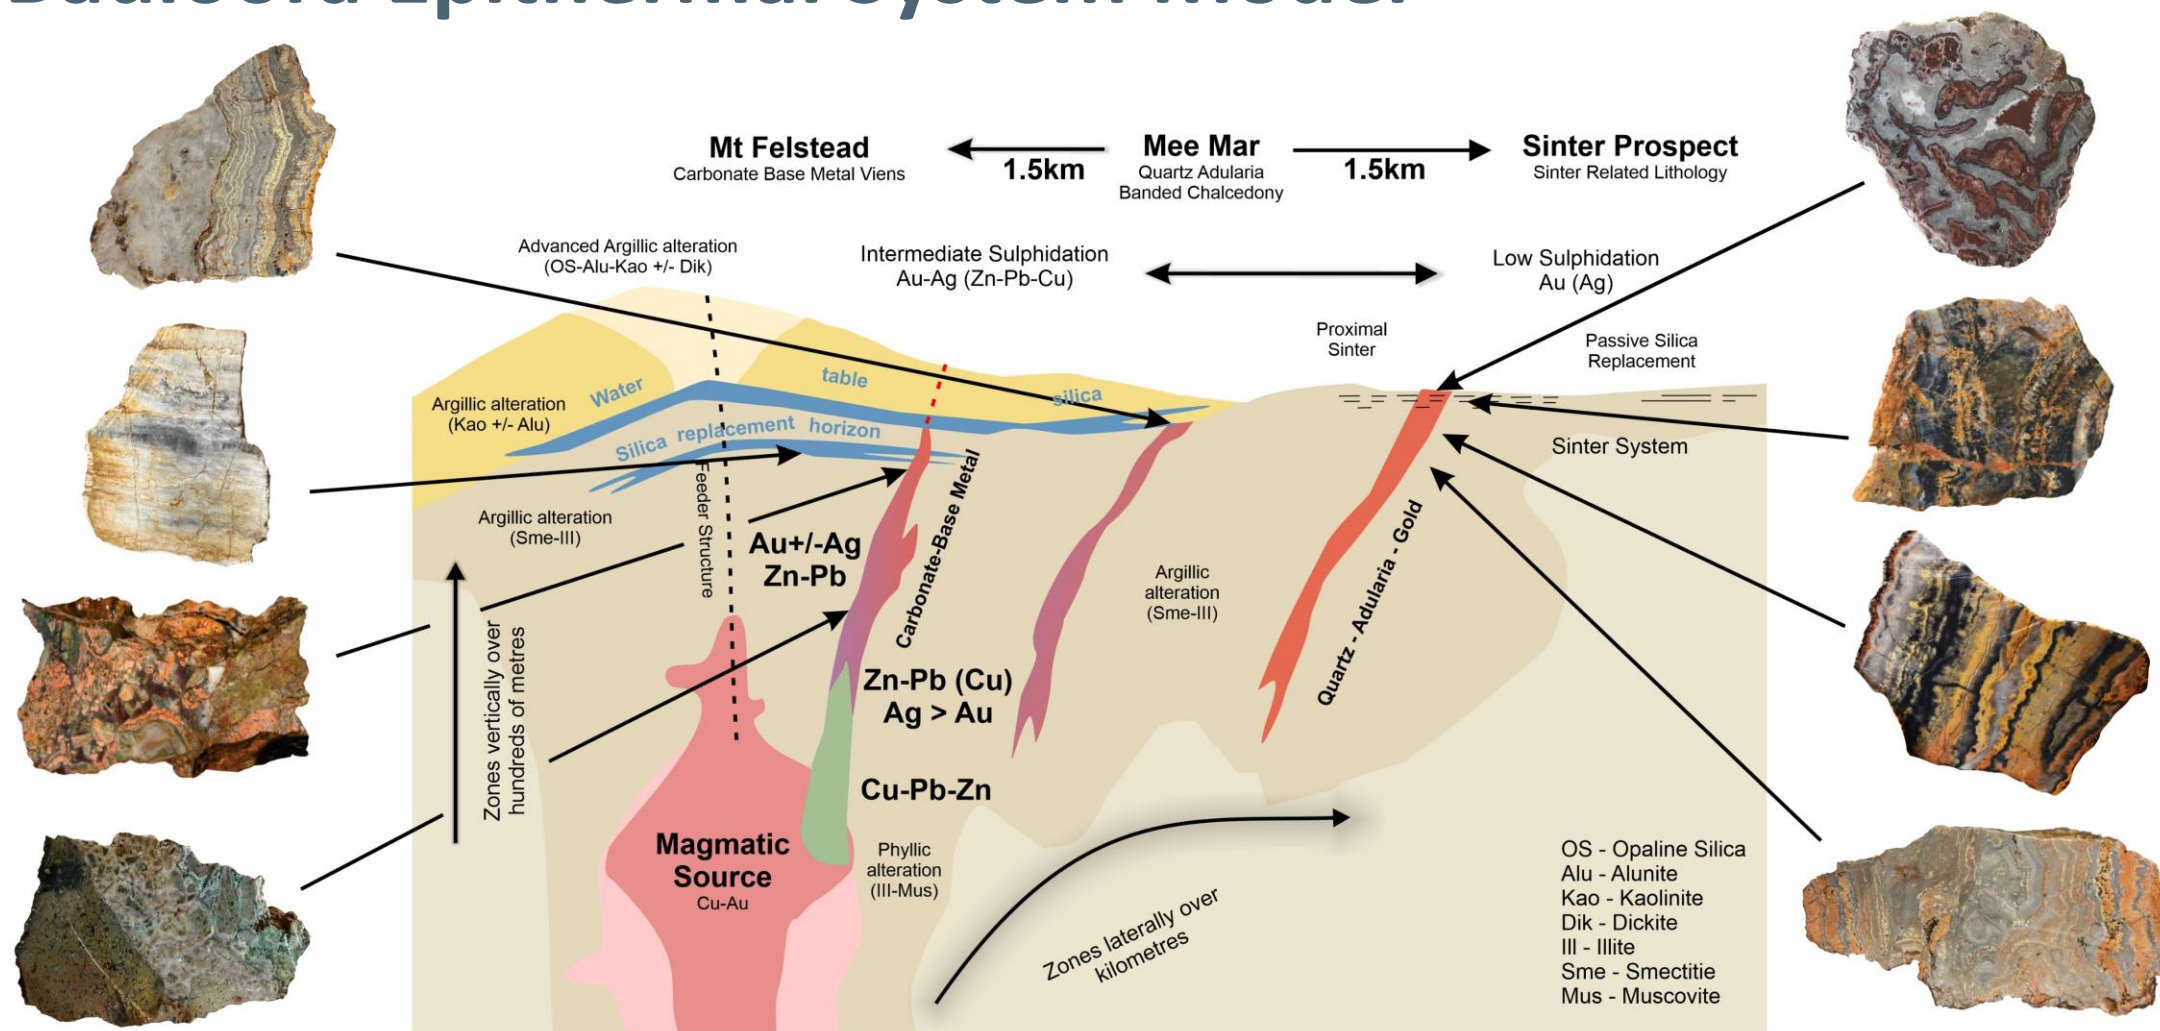 Epithermal System Model
Mt Felstead
Carbonate Base Metal Viens
1.5km
Mee Mar
Quartz Adularia
Banded Chalcedony
1.5km
Sinter Prospect
Sinter Related Lithology
Advanced Argillic alteration
(OS-Alu-Kao +/- Dik)
Intermediate Sulphidation
Au-Ag (Zn-Pb-Cu)
Low Sulphidation
Au (Ag)
Proximal
Sinter
Passive Silica
Replacement
Argillic alteration
(Kao +/- Alu)
Water table silica
Silica replacement horizon
Sinter System
Argillic alteration
(Sme-Ill)
Feeder Structure
Au+/-Ag
Zn-Pb
Carbonate-Base Metal
Argillic
alteration
(Sme-Ill)
Quartz - Adularia - Gold
Zones vertically over
hundreds of metres
Zn-Pb (Cu)
Ag > Au
Cu-Pb-Zn
Magmatic
Source
Cu-Au
Phyllic
alteration
(Ill-Mus)
Zones laterally over
kilometres
OS - Opaline Silica
Alu - Alunite
Kao - Kaolinite
Dik - Dickite
Ill - Illite
Sme - Smectitie
Mus - Muscovite